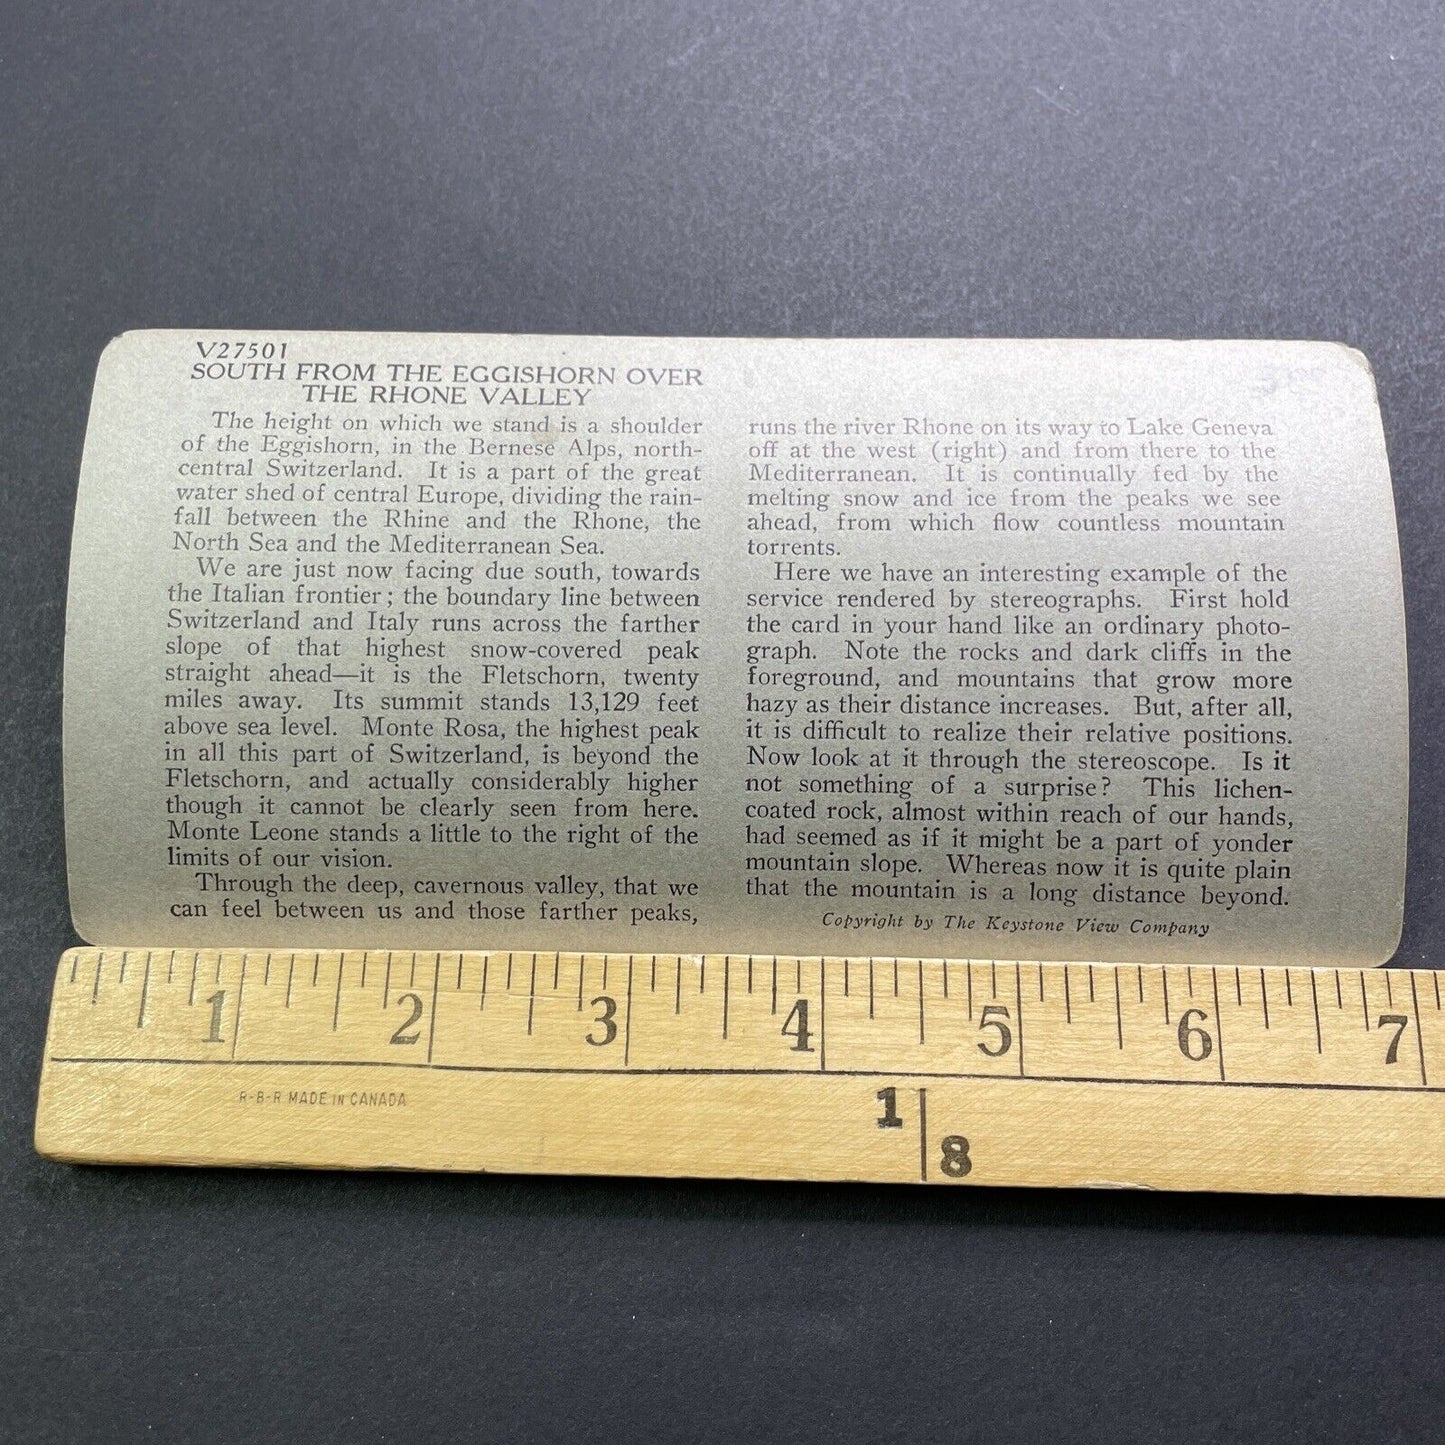 V27501
SOUTH FROM THE EGGISHORN OVER
THE RHONE VALLEY
The height on which we stand is a shoulder
of the Eggishorn, in the Bernese Alps, north-
central Switzerland. It is a part of the great
water shed of central Europe, dividing the rain-
fall between the Rhine and the Rhone, the
North Sea and the Mediterranean Sea.
We are just now facing due south, towards
the Italian frontier; the boundary line between
Switzerland and Italy runs across the farther
slope of that highest snow-covered peak
straight ahead—it is the Fletschorn, twenty
miles away. Its summit stands 13,129 feet
above sea level. Monte Rosa, the highest peak
in all this part of Switzerland, is beyond the
Fletschorn, and actually considerably higher
though it cannot be clearly seen from here.
Monte Leone stands a little to the right of the
limits of our vision.
Through the deep, cavernous valley, that we
can feel between us and those farther peaks,
runs the river Rhone on its way to Lake Geneva
off at the west (right) and from there to the
Mediterranean. It is continually fed by the
melting snow and ice from the peaks we see
ahead, from which flow countless mountain
torrents.
Here we have an interesting example of the
service rendered by stereographs. First hold
the card in your hand like an ordinary photo-
graph. Note the rocks and dark cliffs in the
foreground, and mountains that grow more
hazy as their distance increases. But, after all,
it is difficult to realize their relative positions.
Now look at it through the stereoscope. Is it
not something of a surprise? This lichen-
coated rock, almost within reach of our hands,
had seemed as if it might be a part of yonder
mountain slope. Whereas now it is quite plain
that the mountain is a long distance beyond.
Copyright by The Keystone View Company
1 2 3 4 5 6 7
R-B-R MADE IN CANADA
1
8